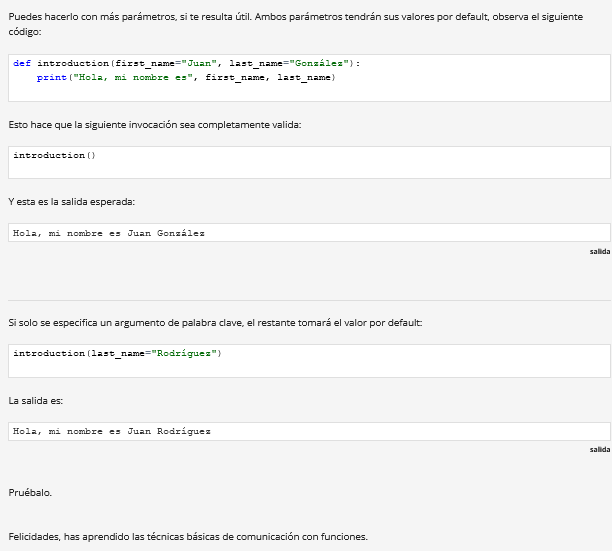 Puedes hacerlo con más parámetros, si te resulta útil. Ambos parámetros tendrán sus valores por default, observa el siguiente
código:
def introduction(first_name="Juan", last_name="González"):
    print("Hola, mi nombre es", first_name, last_name)
Esto hace que la siguiente invocación sea completamente valida:
introduction()
Y esta es la salida esperada:
Hola, mi nombre es Juan González
salida
Si solo se especifica un argumento de palabra clave, el restante tomará el valor por default:
introduction(last_name="Rodríguez")
La salida es:
Hola, mi nombre es Juan Rodríguez
salida
Pruébalo.
Felicidades, has aprendido las técnicas básicas de comunicación con funciones.